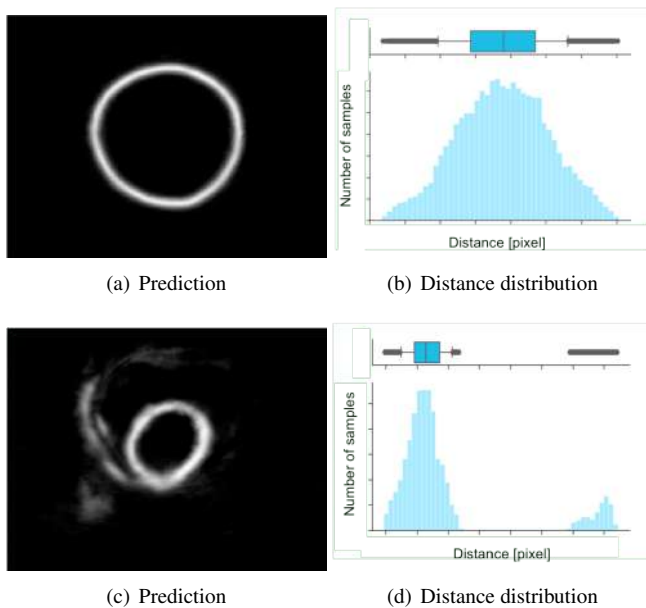 Number of samples
Distance [pixel]
(a) Prediction
(b) Distance distribution
Number of samples
Distance [pixel]
(c) Prediction
(d) Distance distribution